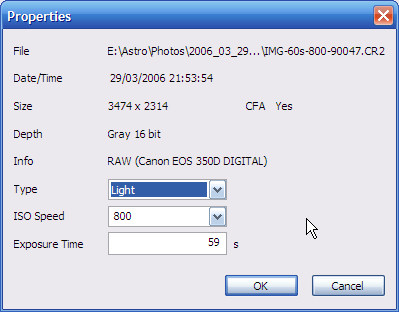 Properties
File E:\Astro\Photos\2006_03_29...\IMG-60s-800-90047.CR2
Date/Time 29/03/2006 21:53:54
Size 3474 x 2314 CFA Yes
Depth Gray 16 bit
Info RAW (Canon EOS 350D DIGITAL)
Type Light
ISO Speed 800
Exposure Time 59 s
OK Cancel